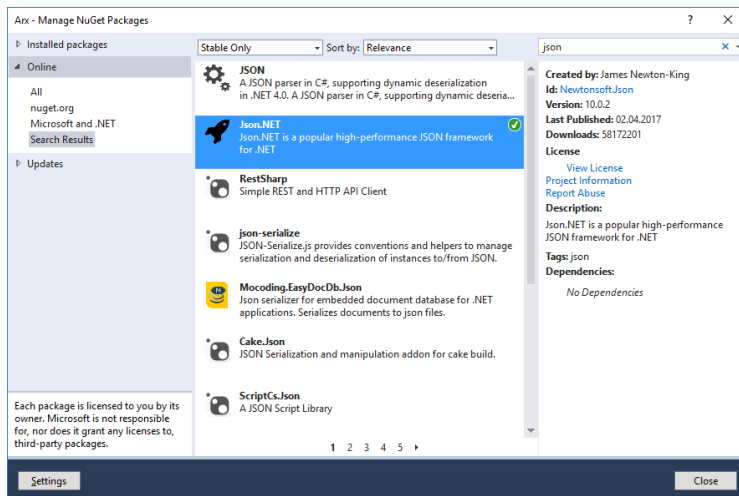 Arx - Manage NuGet Packages
Installed packages
Online
All
nuget.org
Microsoft and .NET
Search Results
Updates
Each package is licensed to you by its
owner. Microsoft is not responsible
for, nor does it grant any licenses to,
third-party packages.
Stable Only
Sort by: Relevance
JSON
A JSON parser in C#, supporting dynamic deserialization
in .NET 4.0. A JSON parser in C#, supporting dynamic deseria...
Json.NET
Json.NET is a popular high-performance JSON framework
for .NET
RestSharp
Simple REST and HTTP API Client
json-serialize
JSON-Serialize.js provides conventions and helpers to manage
serialization and deserialization of instances to/from JSON.
Mocoding.EasyDocDb.Json
Json serializer for embedded document database for .NET
applications. Serializes documents to json files.
Cake.Json
JSON Serialization and manipulation addon for cake build.
ScriptCs.Json
A JSON Script Library
1 2 3 4 5
json
Created by: James Newton-King
Id: Newtonsoft.Json
Version: 10.0.2
Last Published: 02.04.2017
Downloads: 58172201
License
View License
Project Information
Report Abuse
Description:
Json.NET is a popular high-performance
JSON framework for .NET
Tags: json
Dependencies:
No Dependencies
Settings
Close